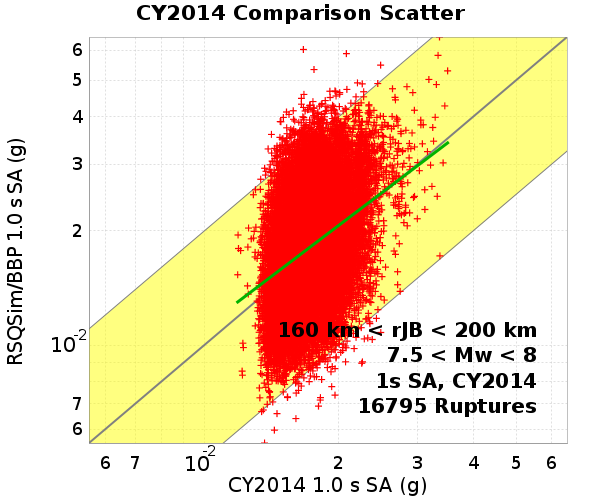 CY2014 Comparison Scatter
RSQSim/BBP 1.0 s SA (g)
6
5
4
3
2
10-2
7
6
160 km < rJB < 200 km
7.5 < Mw < 8
1s SA, CY2014
16795 Ruptures
6 7 10-2 2 3 4 5 6
CY2014 1.0 s SA (g)